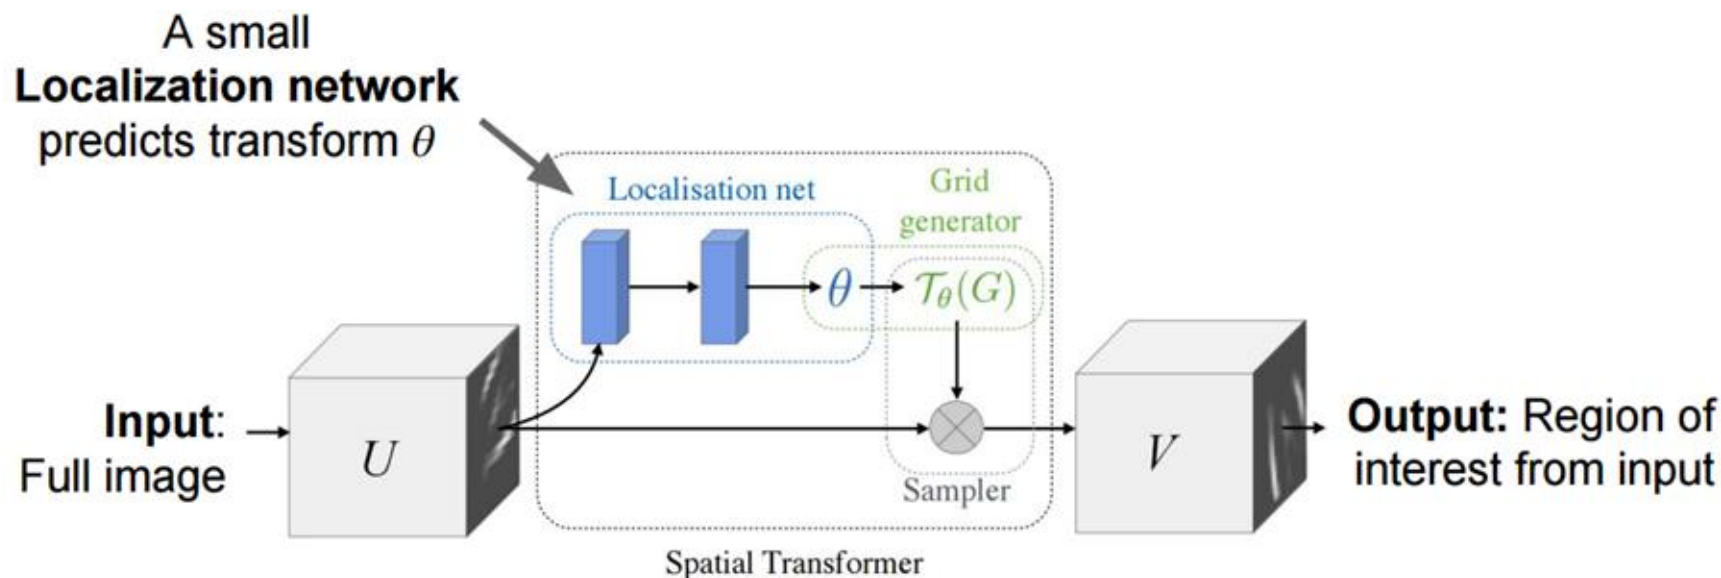 A small
Localization network
predicts transform θ
Localisation net
Grid
generator
θ
𝒯θ(G)
Input:
Full image
U
V
Output: Region of
interest from input
Sampler
Spatial Transformer